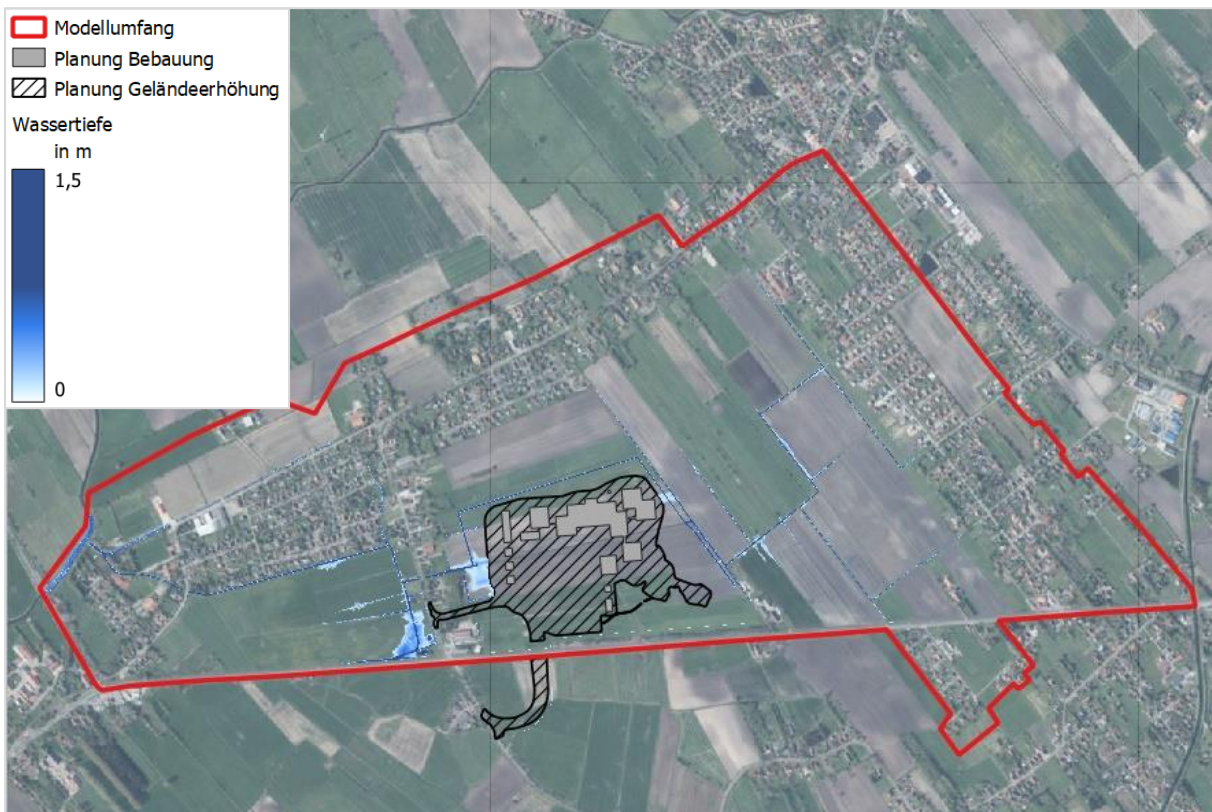 Modellumfang
Planung Bebauung
Planung Geländeerhöhung
Wassertiefe
in m
1,5
0